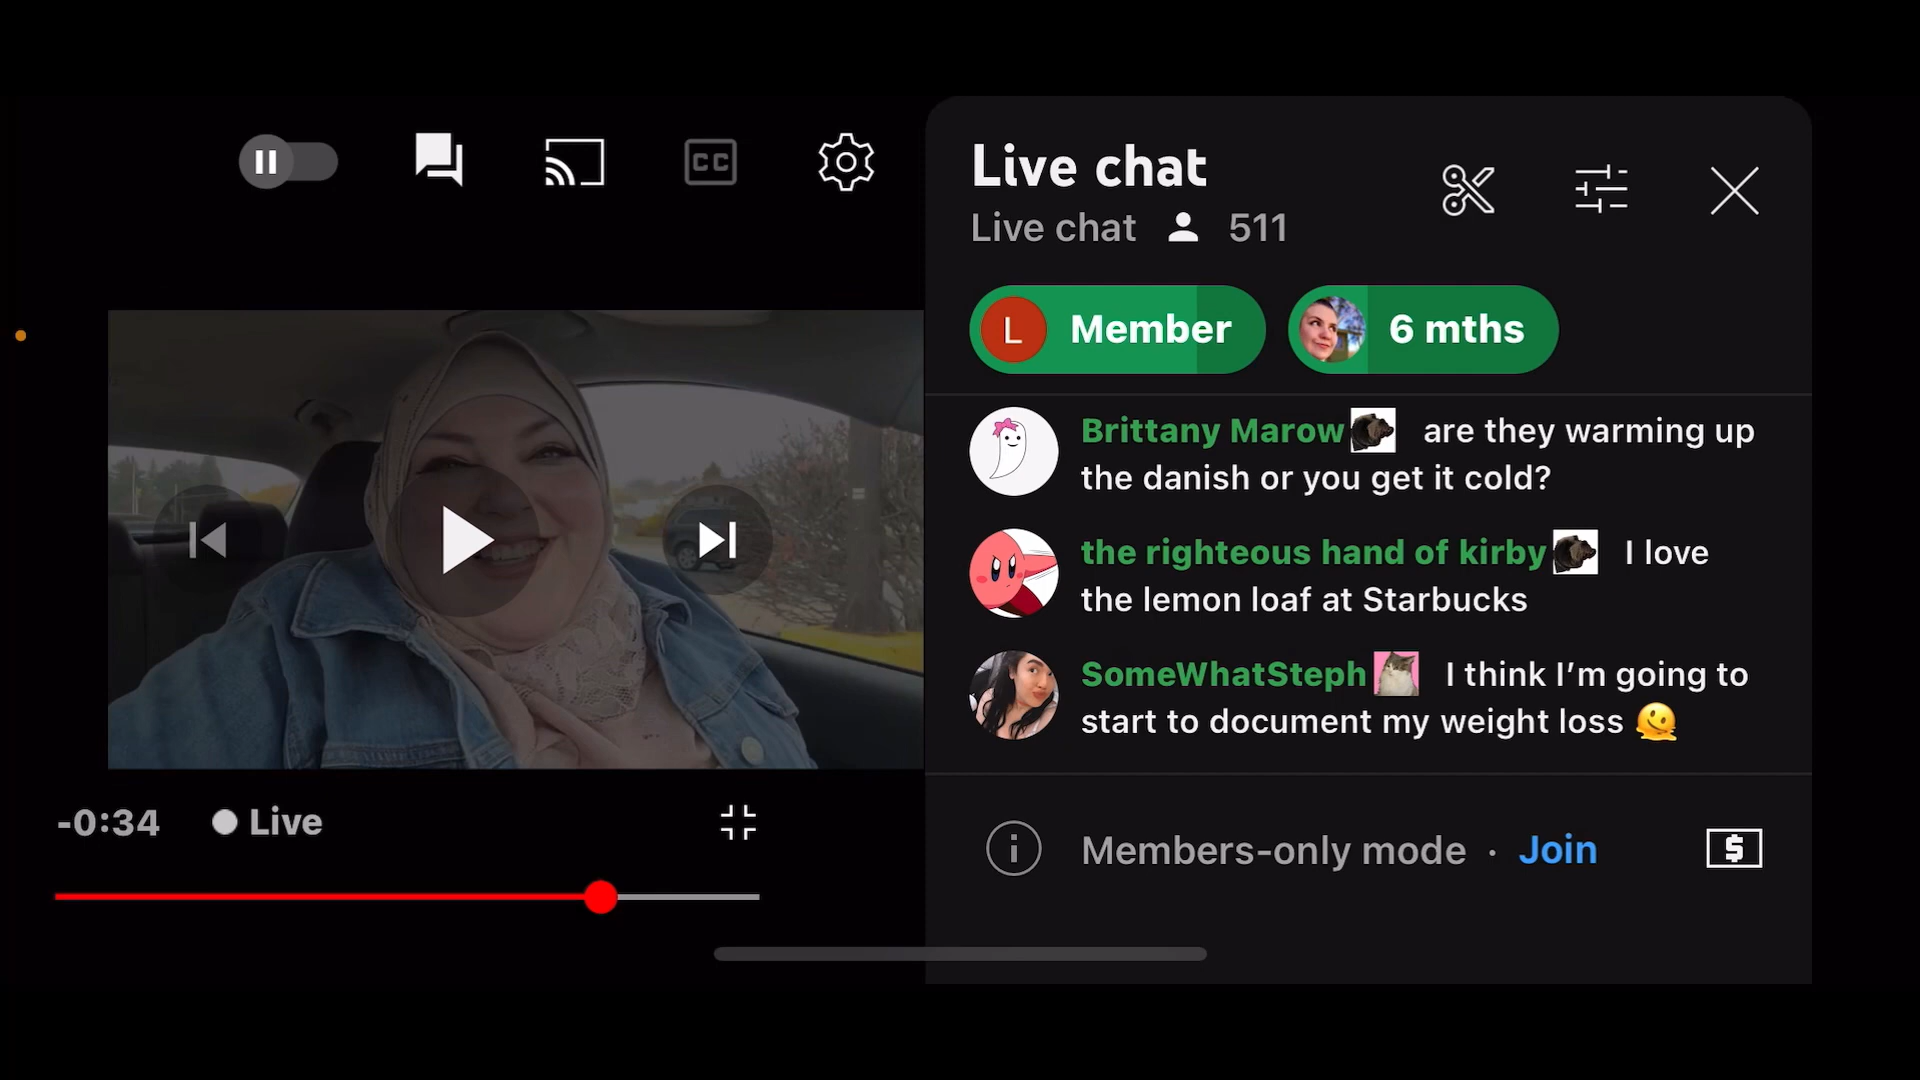 CC
Live chat
Live chat 511
L Member 6 mths
Brittany Marow are they warming up
the danish or you get it cold?
the righteous hand of kirby I love
the lemon loaf at Starbucks
SomeWhatSteph I think I’m going to
start to document my weight loss 🫠
-0:34 Live
Members-only mode · Join $